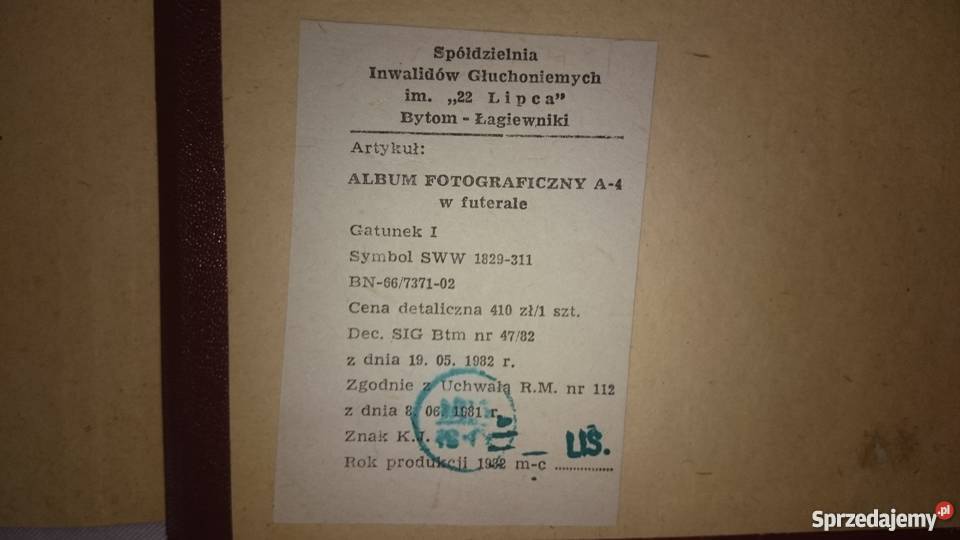 Spółdzielnia
Inwalidów Głuchoniemych
im. „22 Lipca”
Bytom - Łagiewniki
Artykuł:
ALBUM FOTOGRAFICZNY A-4
w futerale
Gatunek I
Symbol SWW 1829-311
BN-66/7371-02
Cena detaliczna 410 zł/1 szt.
Dec. SIG Btm nr 47/82
z dnia 19. 05. 1982 r.
Zgodnie z Uchwałą R.M. nr 112
z dnia 8. 06. 1981 r.
Znak K.J.
Rok produkcji 1982 m-c
Sprzedajemy.pl